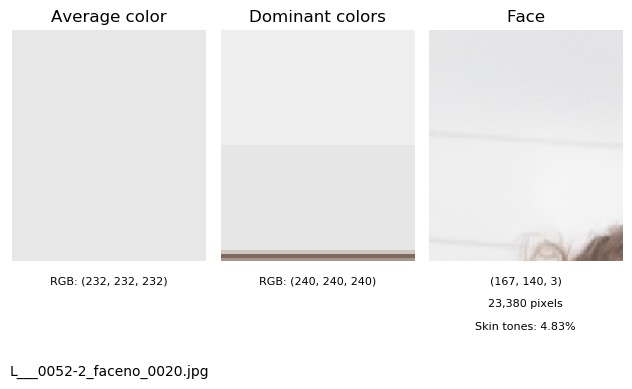 Average color
Dominant colors
Face
RGB: (232, 232, 232)
RGB: (240, 240, 240)
(167, 140, 3)
23,380 pixels
Skin tones: 4.83%
L___0052-2_faceno_0020.jpg